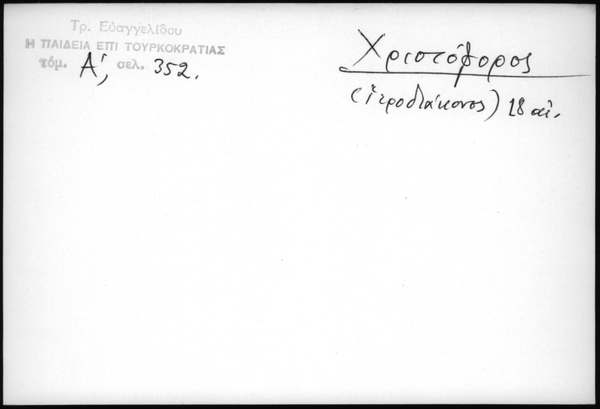 Τρ. Εὐαγγελίδου
Η ΠΑΙΔΕΙΑ ΕΠΙ ΤΟΥΡΚΟΚΡΑΤΙΑΣ
τόμ. Α΄, σελ. 352.
Χριστόφορος
(ἱεροδιάκονος) 18 αἰ.